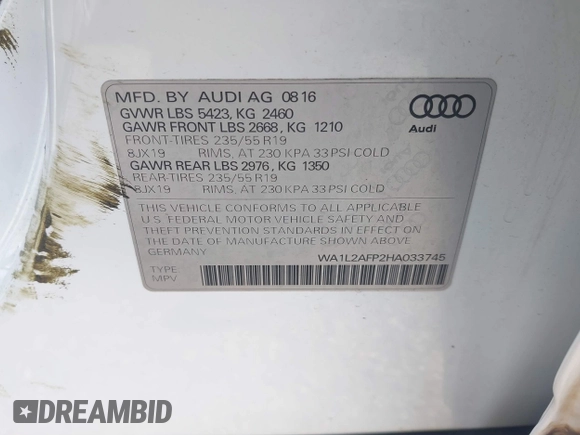 MFD. BY AUDI AG 08 16
GVWR LBS 5423, KG 2460
GAWR FRONT LBS 2668, KG 1210
FRONT-TIRES 235/55 R19
8JX19 RIMS, AT 230 KPA 33 PSI COLD
GAWR REAR LBS 2976, KG 1350
REAR-TIRES 235/55 R19
8JX19 RIMS, AT 230 KPA 33 PSI COLD
Audi
THIS VEHICLE CONFORMS TO ALL APPLICABLE
U.S. FEDERAL MOTOR VEHICLE SAFETY AND
THEFT PREVENTION STANDARDS IN EFFECT ON
THE DATE OF MANUFACTURE SHOWN ABOVE.
GERMANY
WA1L2AFP2HA033745
TYPE:
MPV
DREAMBID